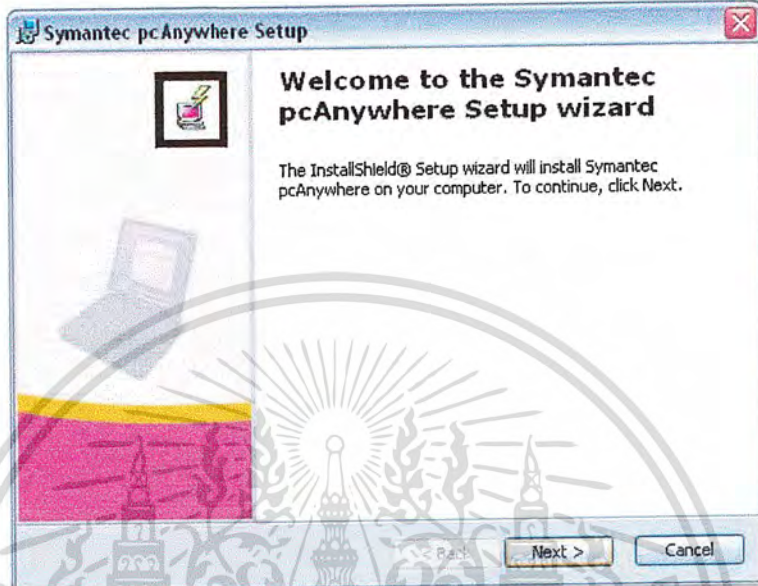 Symantec pcAnywhere Setup
Welcome to the Symantec
pcAnywhere Setup wizard
The InstallShield® Setup wizard will install Symantec
pcAnywhere on your computer. To continue, click Next.
< Back
Next >
Cancel